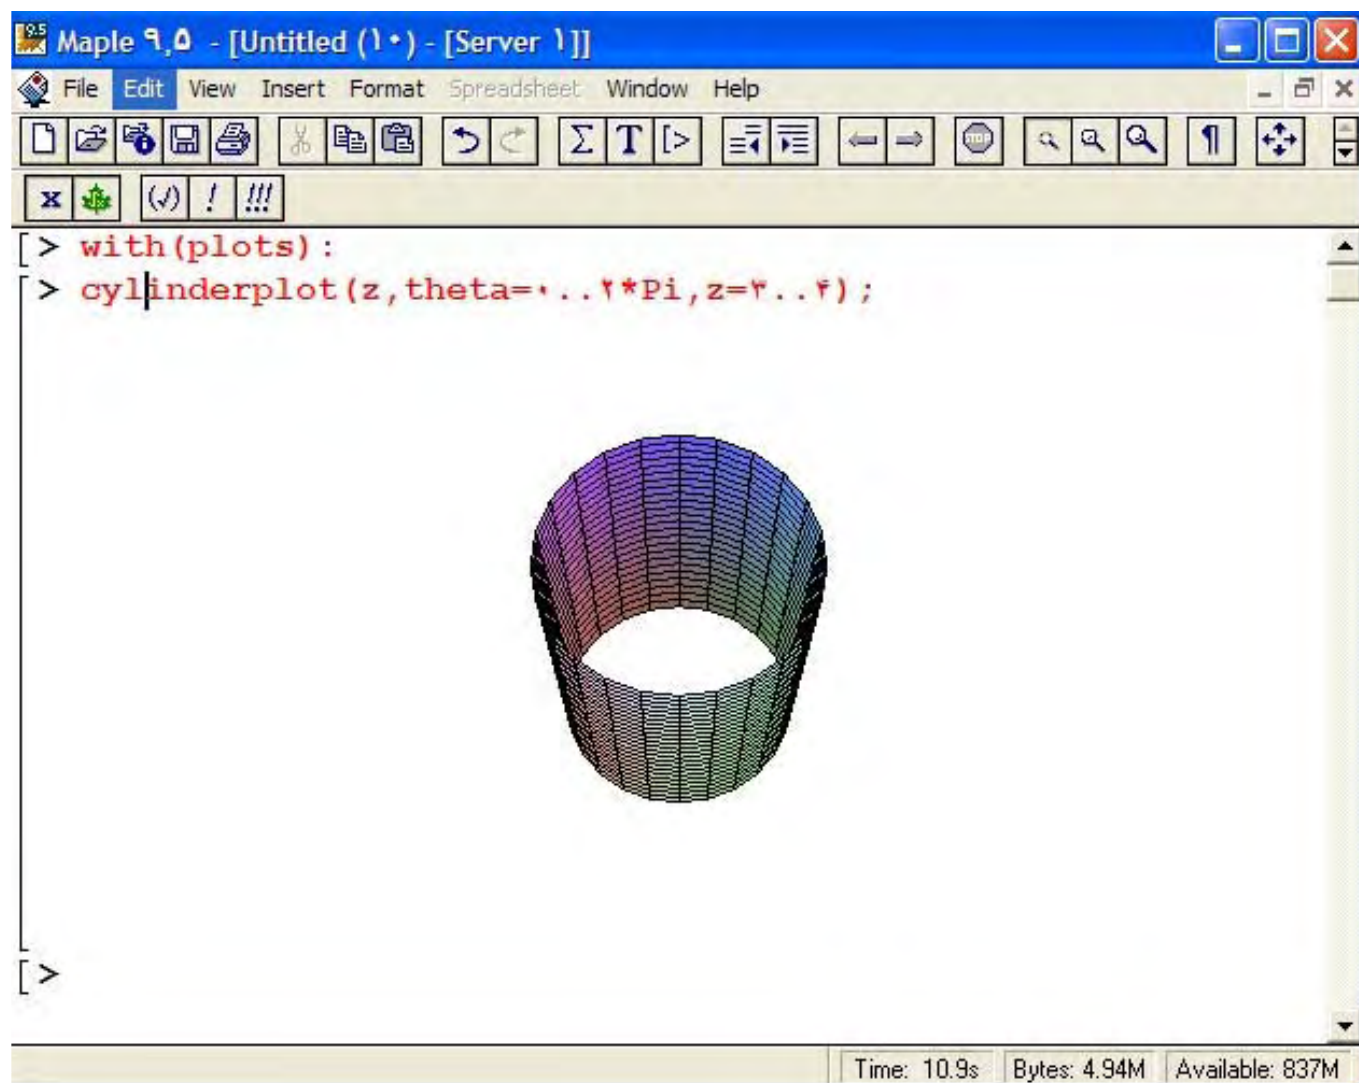 Maple ۹,۵ - [Untitled (۱۰) - [Server ۱]]
File Edit View Insert Format Spreadsheet Window Help
[> with(plots):
[> cylinderplot(z,theta=۰..۲*Pi,z=۳..۴);
[>
Time: 10.9s Bytes: 4.94M Available: 837M